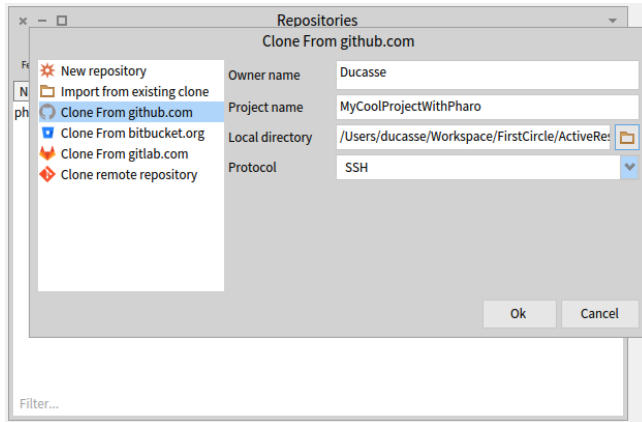 Repositories
Clone From github.com
Fe
N
ph
New repository
Import from existing clone
Clone From github.com
Clone From bitbucket.org
Clone From gitlab.com
Clone remote repository
Owner name
Ducasse
Project name
MyCoolProjectWithPharo
Local directory
/Users/ducasse/Workspace/FirstCircle/ActiveRes
Protocol
SSH
Ok
Cancel
Filter...